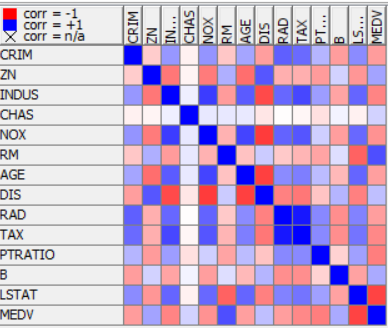 corr = -1
corr = +1
corr = n/a
CRIM
ZN
IN...
CHAS
NOX
RM
AGE
DIS
RAD
TAX
PT...
B
LS...
MEDV
CRIM
ZN
INDUS
CHAS
NOX
RM
AGE
DIS
RAD
TAX
PTRATIO
B
LSTAT
MEDV